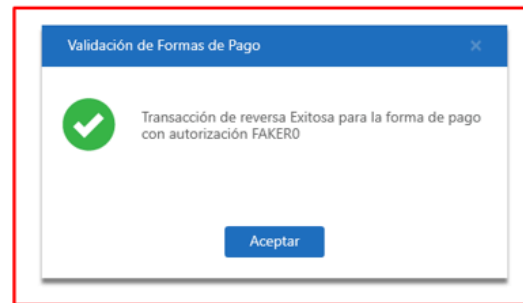 Validación de Formas de Pago
Transacción de reversa Exitosa para la forma de pago
con autorización FAKER0
Aceptar